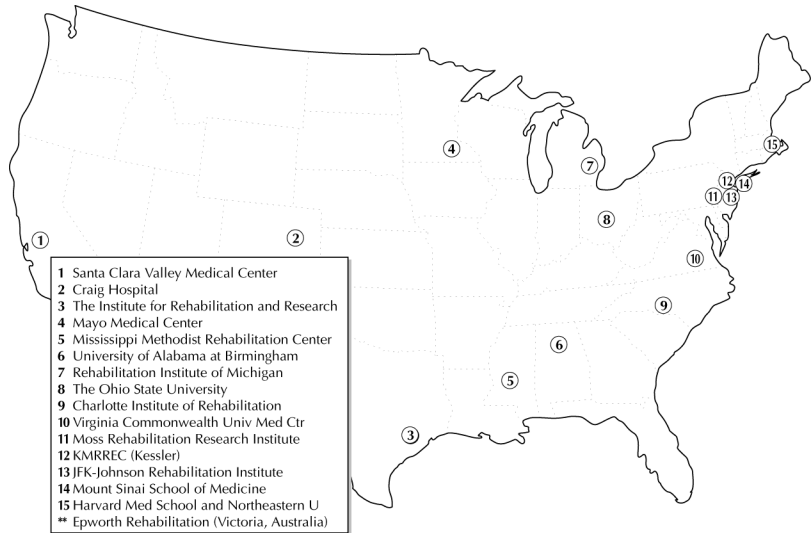 15
4
7
12
14
11
13
8
1
2
10
9
6
5
3
1 Santa Clara Valley Medical Center
2 Craig Hospital
3 The Institute for Rehabilitation and Research
4 Mayo Medical Center
5 Mississippi Methodist Rehabilitation Center
6 University of Alabama at Birmingham
7 Rehabilitation Institute of Michigan
8 The Ohio State University
9 Charlotte Institute of Rehabilitation
10 Virginia Commonwealth Univ Med Ctr
11 Moss Rehabilitation Research Institute
12 KMRREC (Kessler)
13 JFK-Johnson Rehabilitation Institute
14 Mount Sinai School of Medicine
15 Harvard Med School and Northeastern U
** Epworth Rehabilitation (Victoria, Australia)